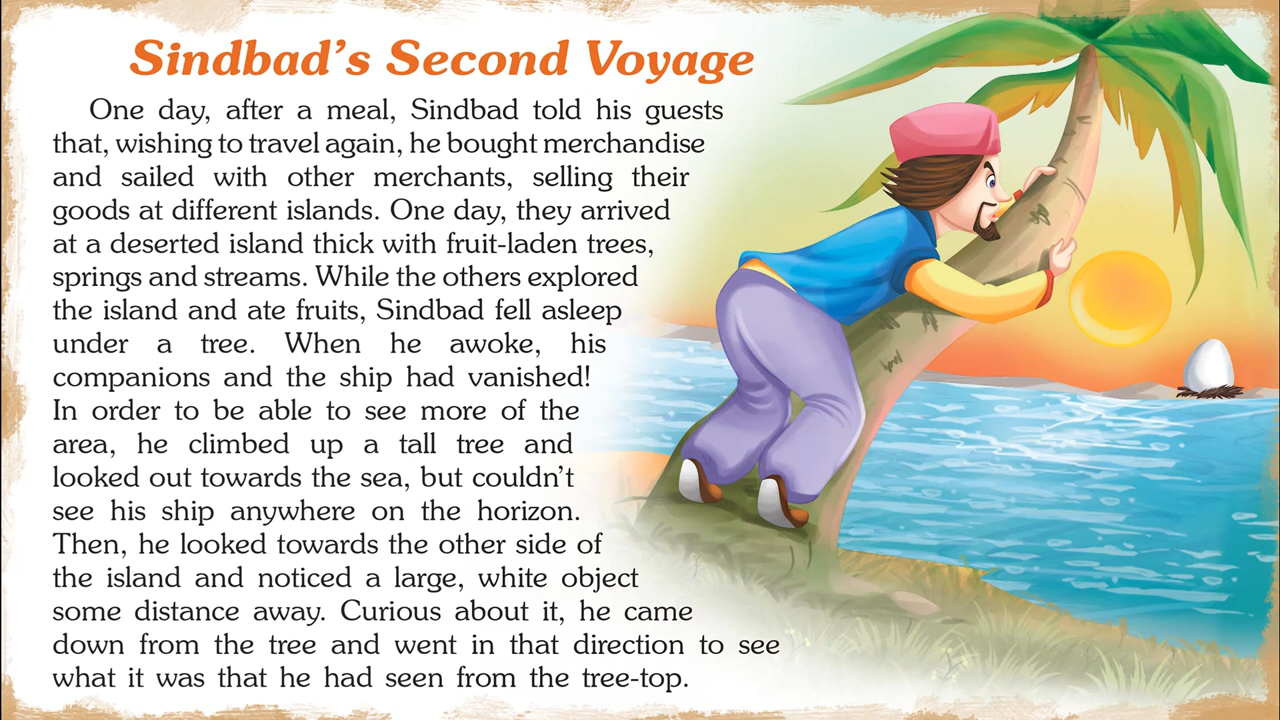 Sindbad’s Second Voyage
One day, after a meal, Sindbad told his guests
that, wishing to travel again, he bought merchandise
and sailed with other merchants, selling their
goods at different islands. One day, they arrived
at a deserted island thick with fruit-laden trees,
springs and streams. While the others explored
the island and ate fruits, Sindbad fell asleep
under a tree. When he awoke, his
companions and the ship had vanished!
In order to be able to see more of the
area, he climbed up a tall tree and
looked out towards the sea, but couldn’t
see his ship anywhere on the horizon.
Then, he looked towards the other side of
the island and noticed a large, white object
some distance away. Curious about it, he came
down from the tree and went in that direction to see
what it was that he had seen from the tree-top.